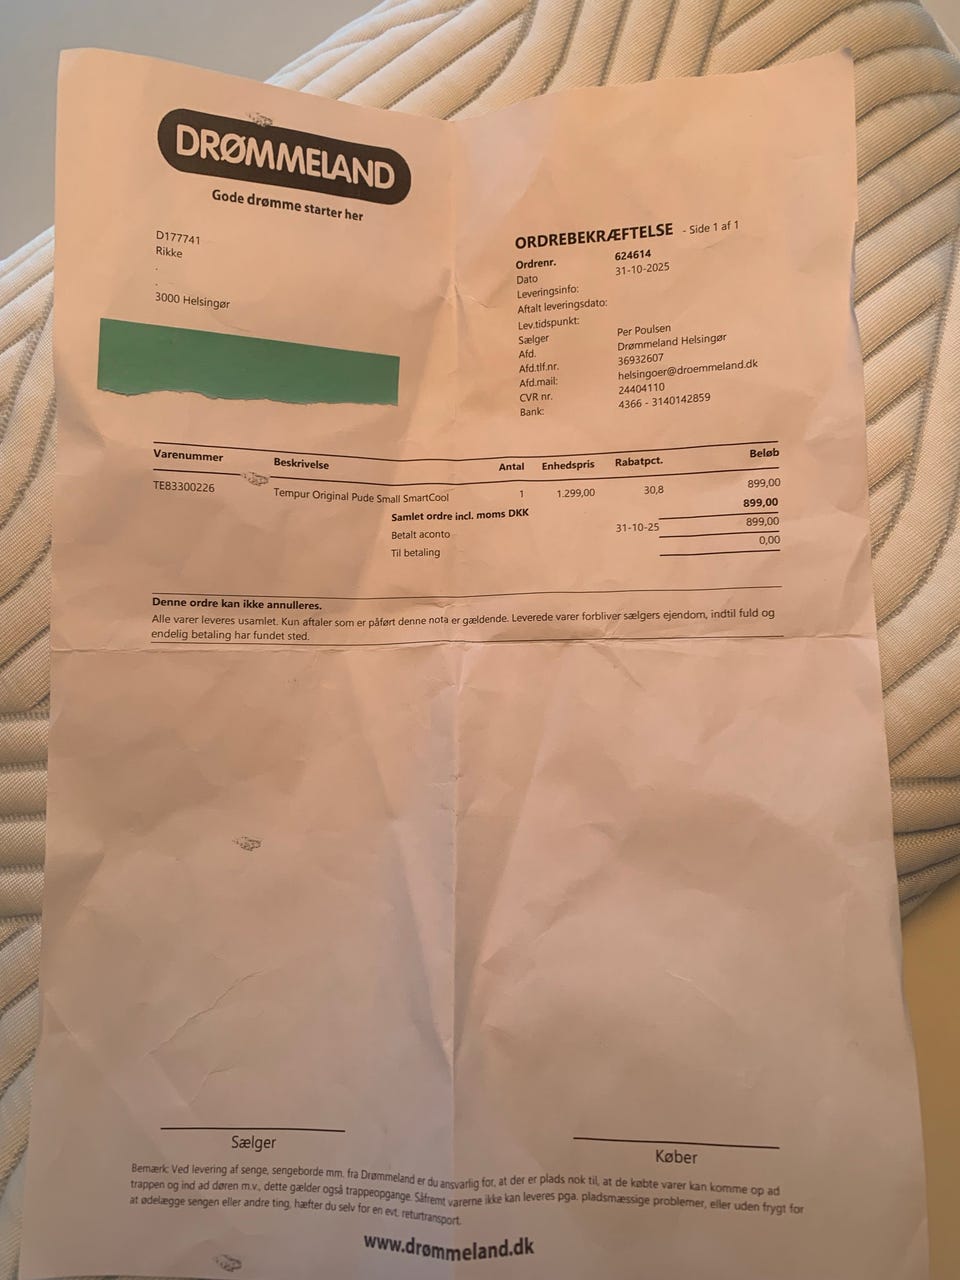 DRØMMELAND
Gode drømme starter her
D177741
Rikke
.
.
3000 Helsingør
ORDREBEKRÆFTELSE - Side 1 af 1
Ordrenr. 624614
Dato 31-10-2025
Leveringsinfo:
Aftalt leveringsdato:
Lev.tidspunkt:
Sælger Per Poulsen
Afd. Drømmeland Helsingør
Afd.tlf.nr. 36932607
Afd.mail: helsingoer@droemmeland.dk
CVR nr. 24404110
Bank: 4366 - 3140142859
Varenummer Beskrivelse Antal Enhedspris Rabatpct. Beløb
TE83300226 Tempur Original Pude Small SmartCool 1 1.299,00 30,8 899,00
Samlet ordre incl. moms DKK 899,00
Betalt aconto 31-10-25 899,00
Til betaling 0,00
Denne ordre kan ikke annulleres.
Alle varer leveres usamlet. Kun aftaler som er påført denne nota er gældende. Leverede varer forbliver sælgers ejendom, indtil fuld og
endelig betaling har fundet sted.
Sælger Køber
Bemærk: Ved levering af senge, sengeborde mm. fra Drømmeland er du ansvarlig for, at der er plads nok til, at de købte varer kan komme op ad
trappen og ind ad døren m.v., dette gælder også trappeopgange. Såfremt varerne ikke kan leveres pga. pladsmæssige problemer, eller uden frygt for
at ødelægge sengen eller andre ting, hæfter du selv for en evt. returtransport.
www.drømmeland.dk